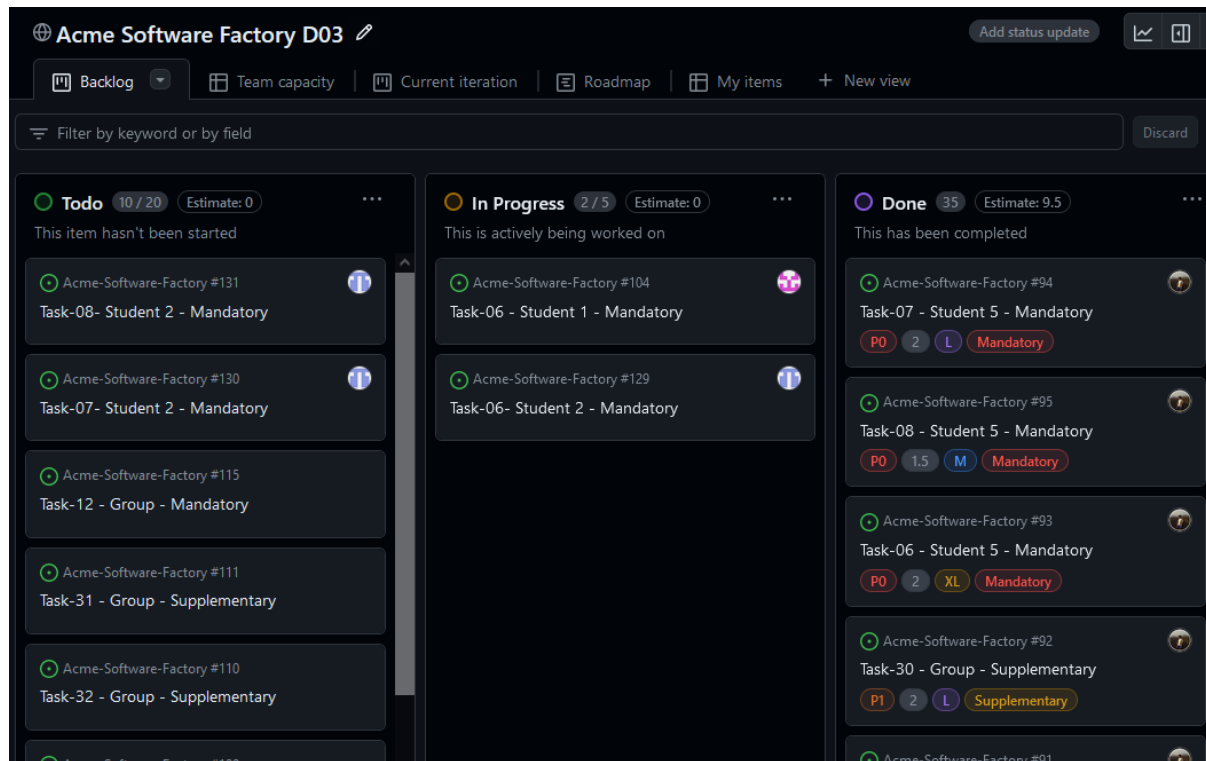 Acme Software Factory D03
Add status update
Backlog
Team capacity
Current iteration
Roadmap
My items
+ New view
Filter by keyword or by field
Discard
Todo 10 / 20 Estimate: 0
This item hasn't been started
Acme-Software-Factory #131
Task-08- Student 2 - Mandatory
Acme-Software-Factory #130
Task-07- Student 2 - Mandatory
Acme-Software-Factory #115
Task-12 - Group - Mandatory
Acme-Software-Factory #111
Task-31 - Group - Supplementary
Acme-Software-Factory #110
Task-32 - Group - Supplementary
In Progress 2 / 5 Estimate: 0
This is actively being worked on
Acme-Software-Factory #104
Task-06 - Student 1 - Mandatory
Acme-Software-Factory #129
Task-06- Student 2 - Mandatory
Done 35 Estimate: 9.5
This has been completed
Acme-Software-Factory #94
Task-07 - Student 5 - Mandatory
P0 2 L Mandatory
Acme-Software-Factory #95
Task-08 - Student 5 - Mandatory
P0 1.5 M Mandatory
Acme-Software-Factory #93
Task-06 - Student 5 - Mandatory
P0 2 XL Mandatory
Acme-Software-Factory #92
Task-30 - Group - Supplementary
P1 2 L Supplementary
Acme-Software-Factory #91